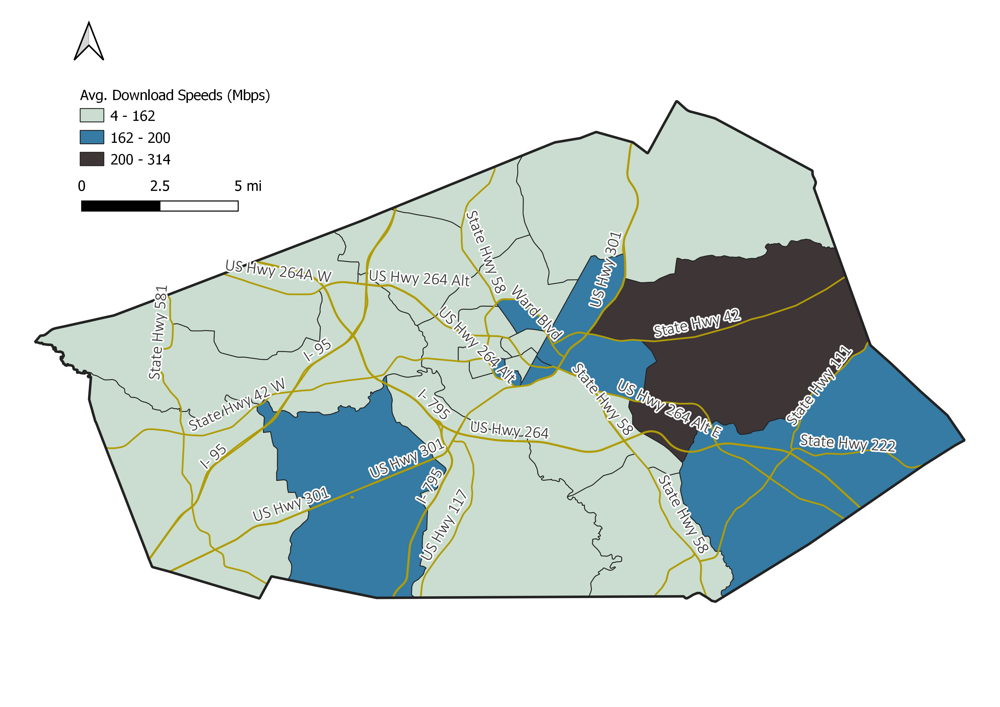 Avg. Download Speeds (Mbps)
4 - 162
162 - 200
200 - 314
0 2.5 5 mi
State Hwy 58
US Hwy 301
US Hwy 264A W
US Hwy 264 Alt
State Hwy 581
Ward Blvd
US Hwy 264 Alt
State Hwy 42
I- 95
State Hwy 111
State Hwy 58
US Hwy 264 Alt E
State Hwy 42 W
I- 795
US Hwy 264
State Hwy 222
I- 95
US Hwy 301
I- 795
US Hwy 301
US Hwy 117
State Hwy 58